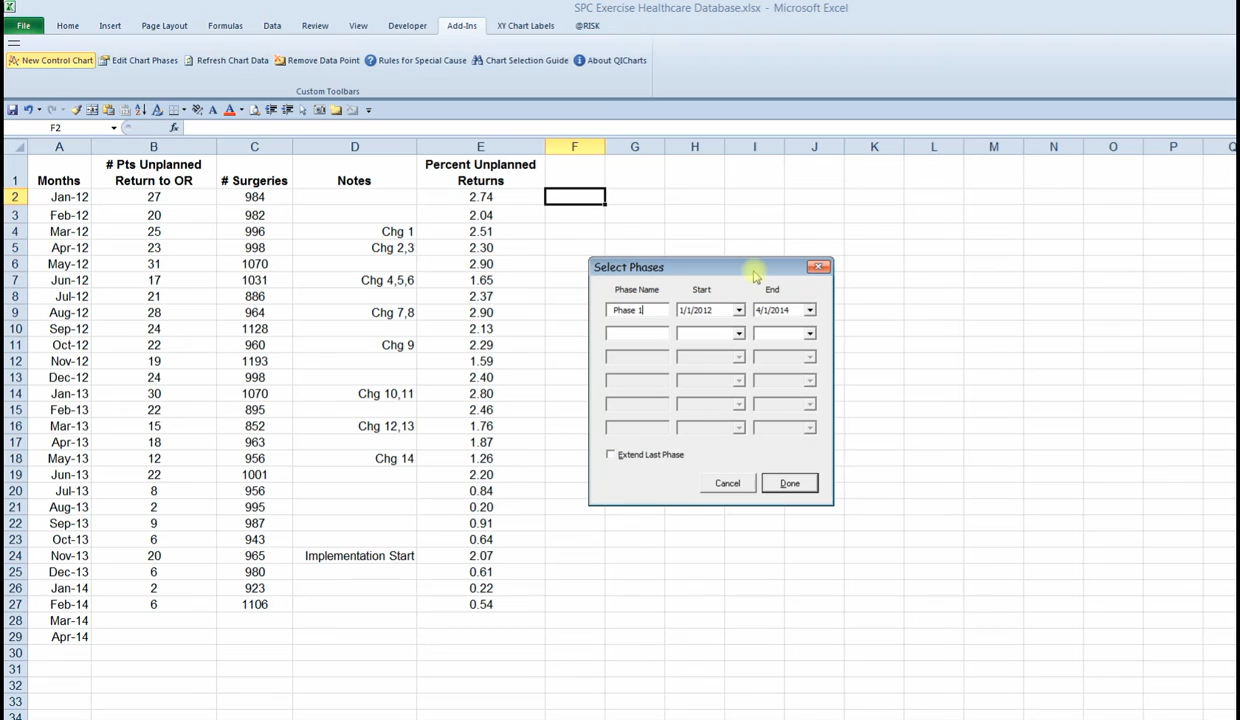 SPC Exercise Healthcare Database.xlsx - Microsoft Excel
File Home Insert Page Layout Formulas Data Review View Developer Add-Ins XY Chart Labels @RISK
New Control Chart Edit Chart Phases Refresh Chart Data Remove Data Point Rules for Special Cause Chart Selection Guide About QICharts
Custom Toolbars
F2 fx
A B C D E F G H I J K L M N O P Q
# Pts Unplanned Percent Unplanned
1 Months Return to OR # Surgeries Notes Returns
2 Jan-12 27 984 2.74
3 Feb-12 20 982 2.04
4 Mar-12 25 996 Chg 1 2.51
5 Apr-12 23 998 Chg 2,3 2.30
6 May-12 31 1070 2.90
7 Jun-12 17 1031 Chg 4,5,6 1.65
8 Jul-12 21 886 2.37
9 Aug-12 28 964 Chg 7,8 2.90
10 Sep-12 24 1128 2.13
11 Oct-12 22 960 Chg 9 2.29
12 Nov-12 19 1193 1.59
13 Dec-12 24 998 2.40
14 Jan-13 30 1070 Chg 10,11 2.80
15 Feb-13 22 895 2.46
16 Mar-13 15 852 Chg 12,13 1.76
17 Apr-13 18 963 1.87
18 May-13 12 956 Chg 14 1.26
19 Jun-13 22 1001 2.20
20 Jul-13 8 956 0.84
21 Aug-13 2 995 0.20
22 Sep-13 9 987 0.91
23 Oct-13 6 943 0.64
24 Nov-13 20 965 Implementation Start 2.07
25 Dec-13 6 980 0.61
26 Jan-14 2 923 0.22
27 Feb-14 6 1106 0.54
28 Mar-14
29 Apr-14
30
31
32
33
34
Select Phases
Phase Name Start End
Phase 1 1/1/2012 4/1/2014
Extend Last Phase
Cancel Done